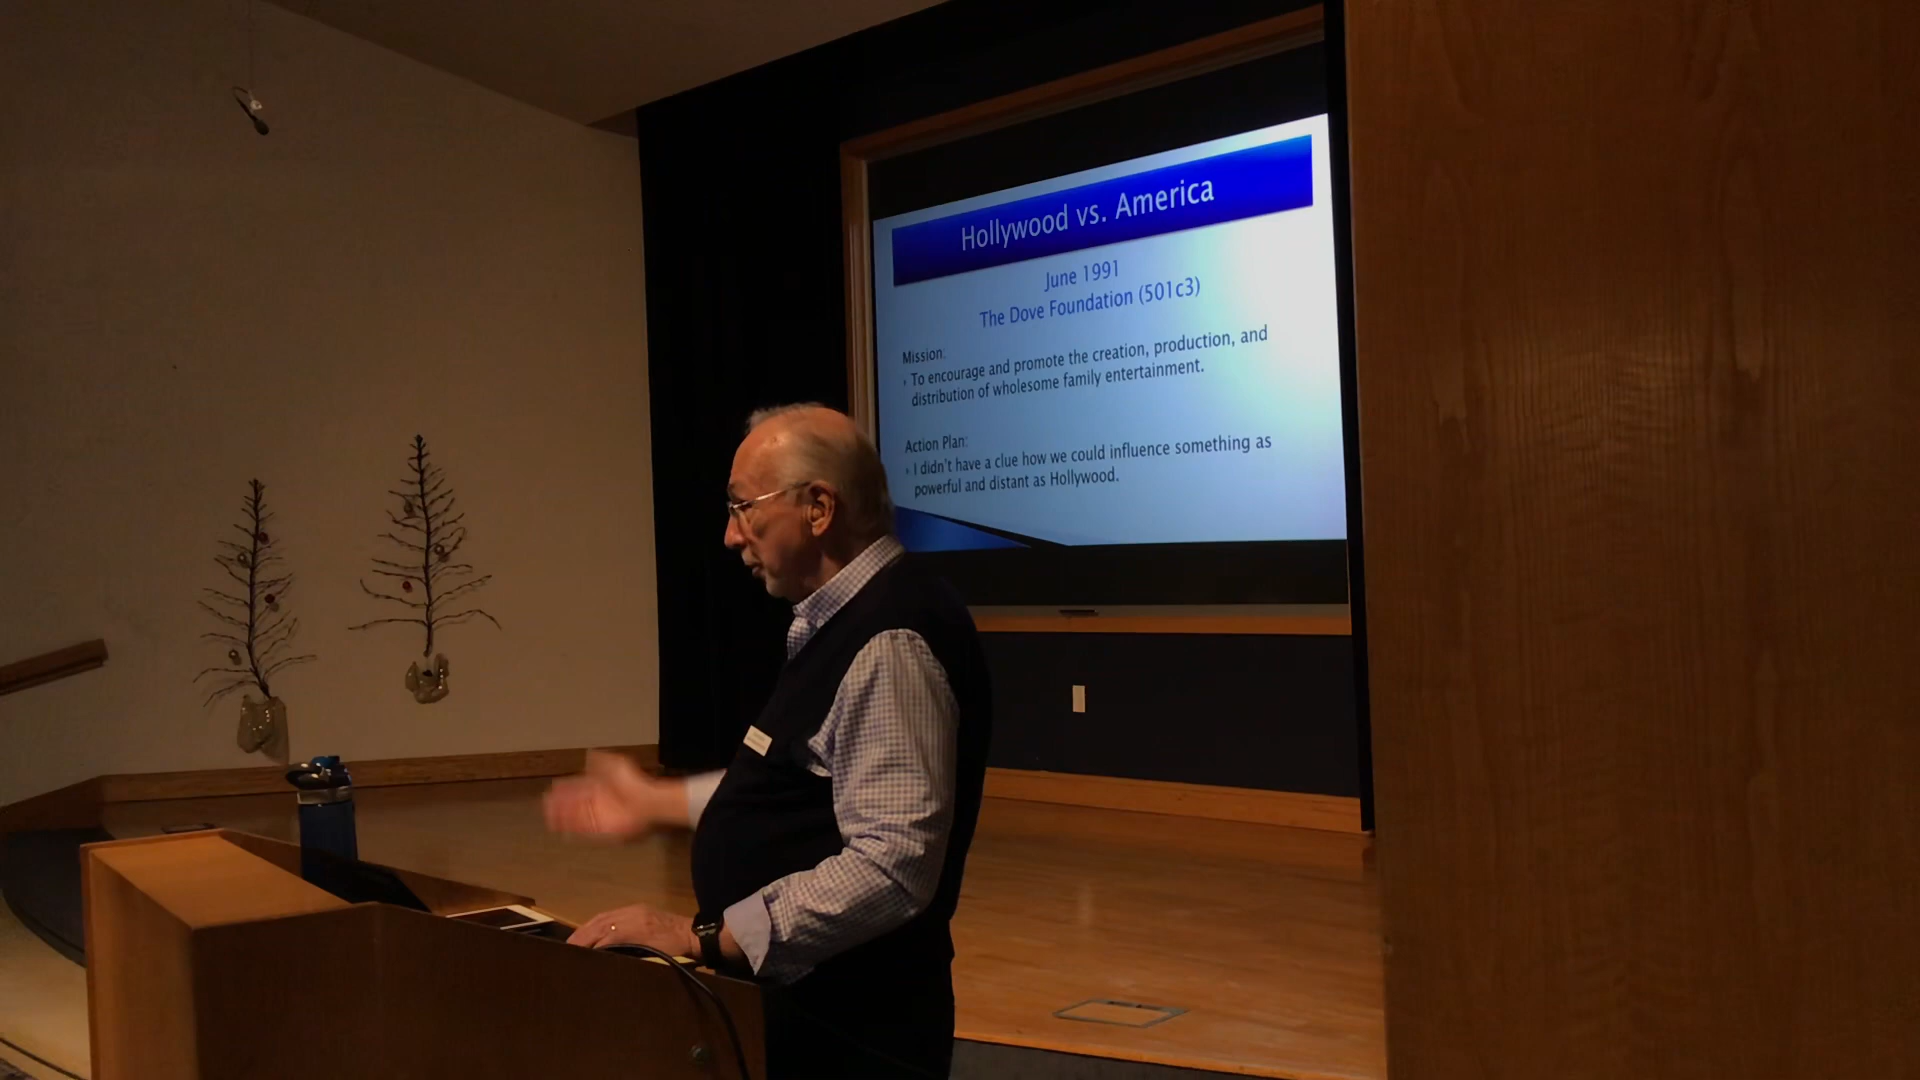 Hollywood vs. America
June 1991
The Dove Foundation (501c3)
Mission:
To encourage and promote the creation, production, and
distribution of wholesome family entertainment.
Action Plan:
I didn't have a clue how we could influence something as
powerful and distant as Hollywood.